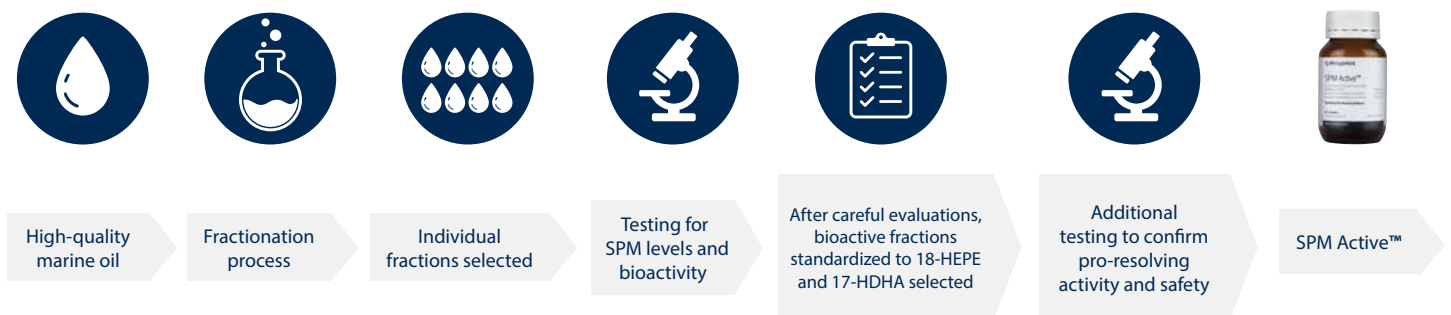 High-quality
marine oil
Fractionation
process
Individual
fractions selected
Testing for
SPM levels and
bioactivity
After careful evaluations,
bioactive fractions
standardized to 18-HEPE
and 17-HDHA selected
Additional
testing to confirm
pro-resolving
activity and safety
SPM Active™
SPM Active™